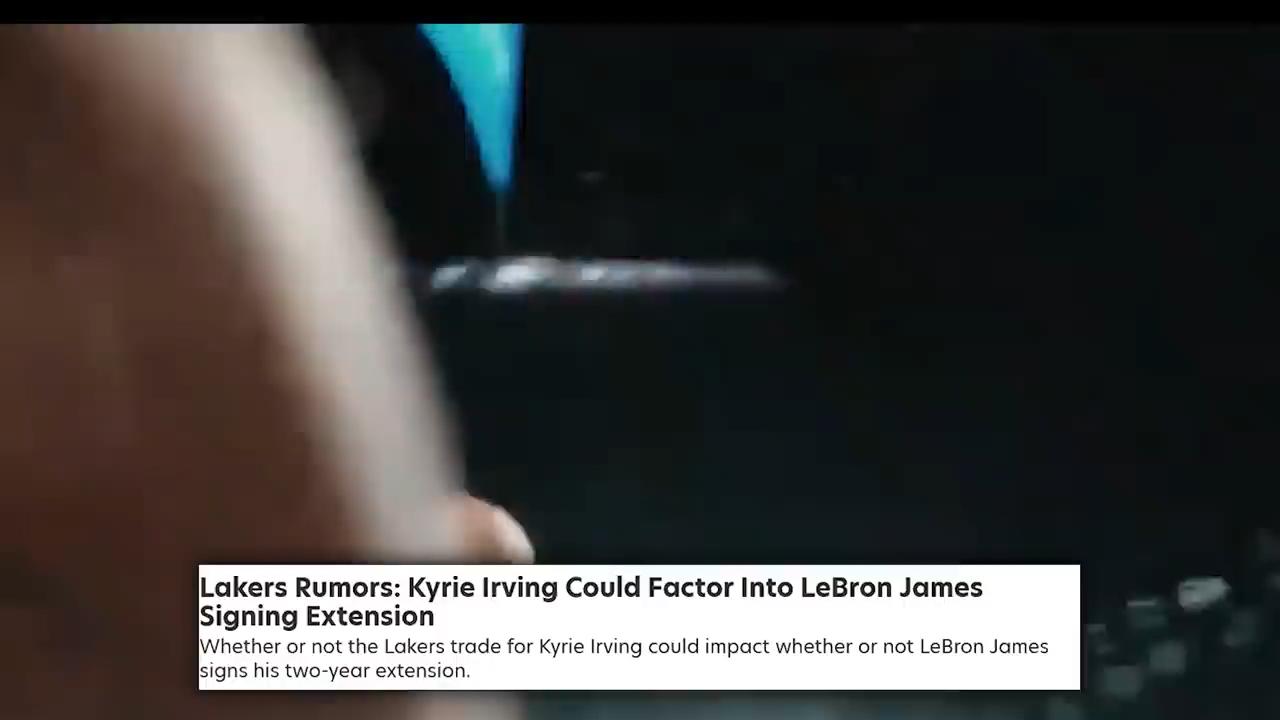 Lakers Rumors: Kyrie Irving Could Factor Into LeBron James
Signing Extension
Whether or not the Lakers trade for Kyrie Irving could impact whether or not LeBron James
signs his two-year extension.